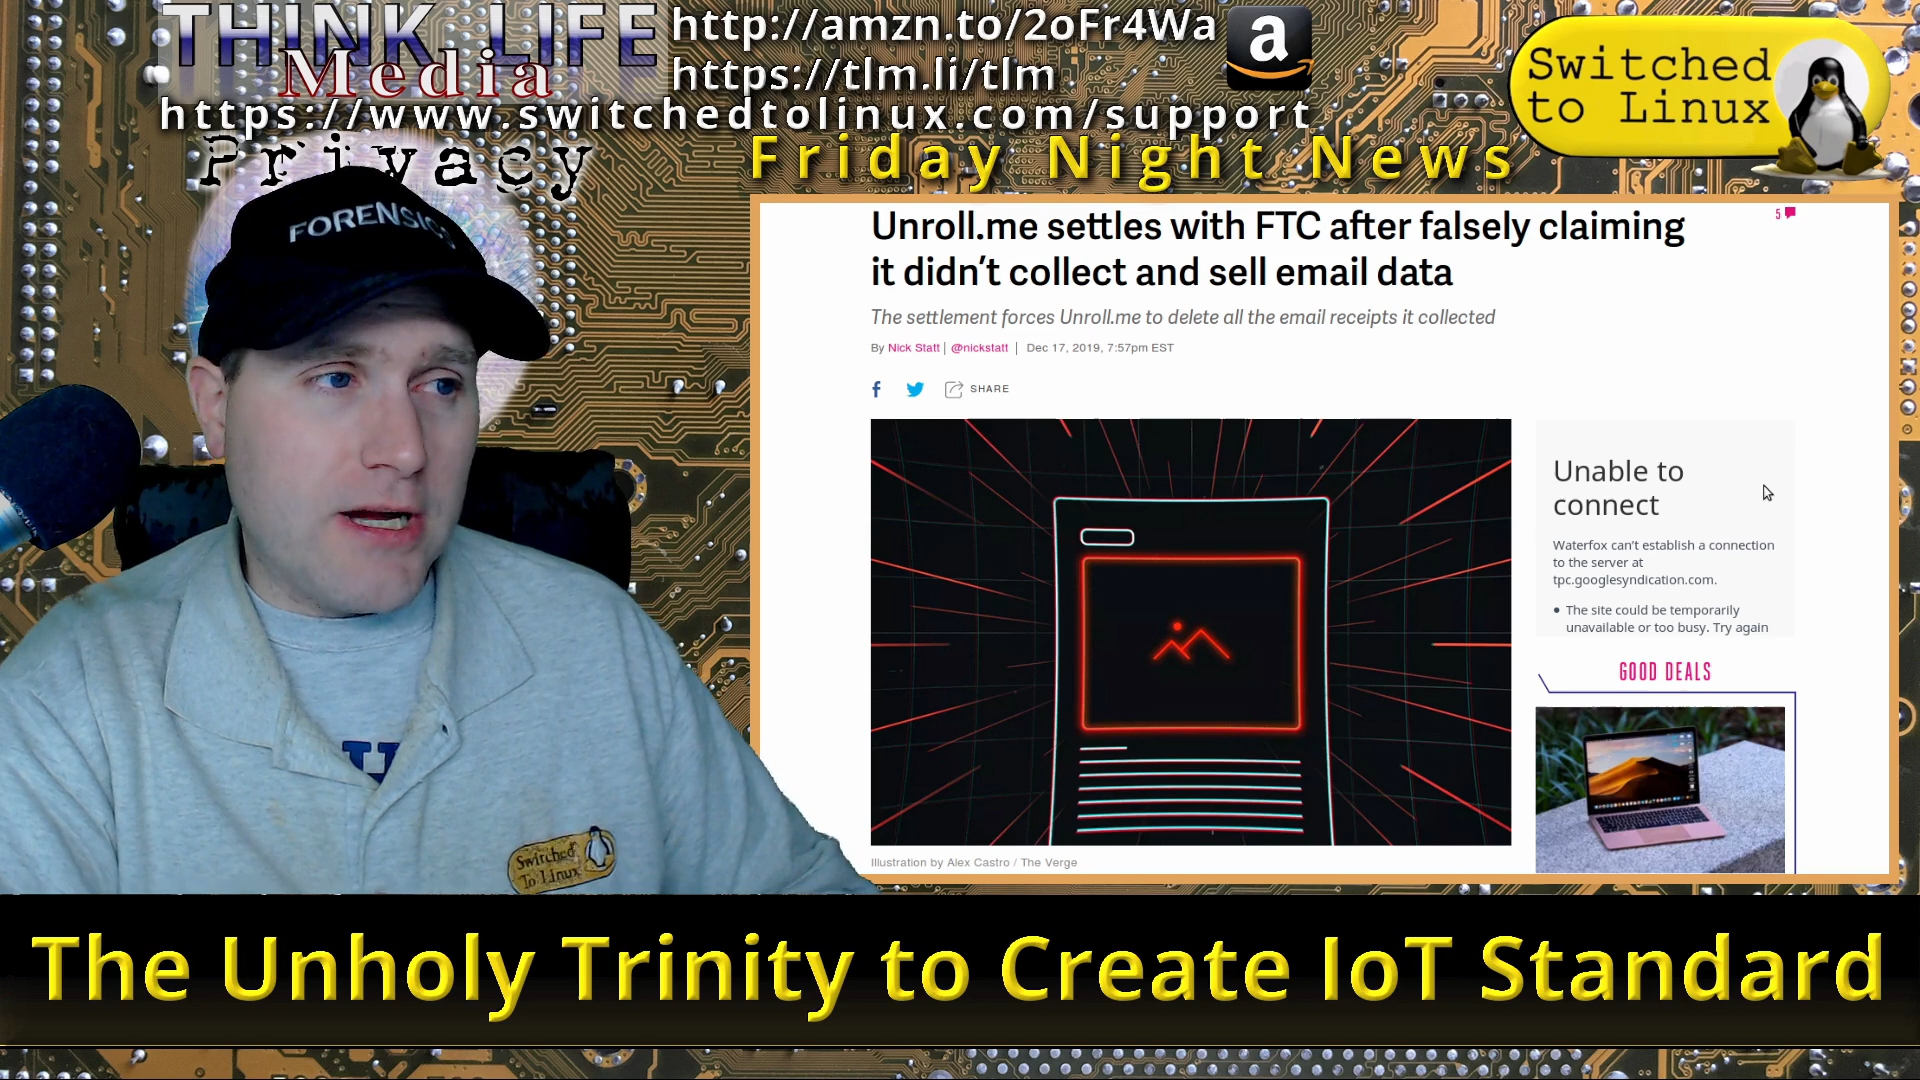 THINK LIFE
Media
http://amzn.to/2oFr4Wa
https://tlm.li/tlm
a
https://www.switchedtolinux.com/support
Switched
to Linux
Privacy
Friday Night News
FORENSICS
Unroll.me settles with FTC after falsely claiming
it didn't collect and sell email data
5
The settlement forces Unroll.me to delete all the email receipts it collected
By Nick Statt | @nickstatt | Dec 17, 2019, 7:57pm EST
SHARE
Unable to
connect
Waterfox can't establish a connection
to the server at
tpc.googlesyndication.com.
• The site could be temporarily
unavailable or too busy. Try again
GOOD DEALS
Illustration by Alex Castro / The Verge
Switched
To Linux
The Unholy Trinity to Create IoT Standard